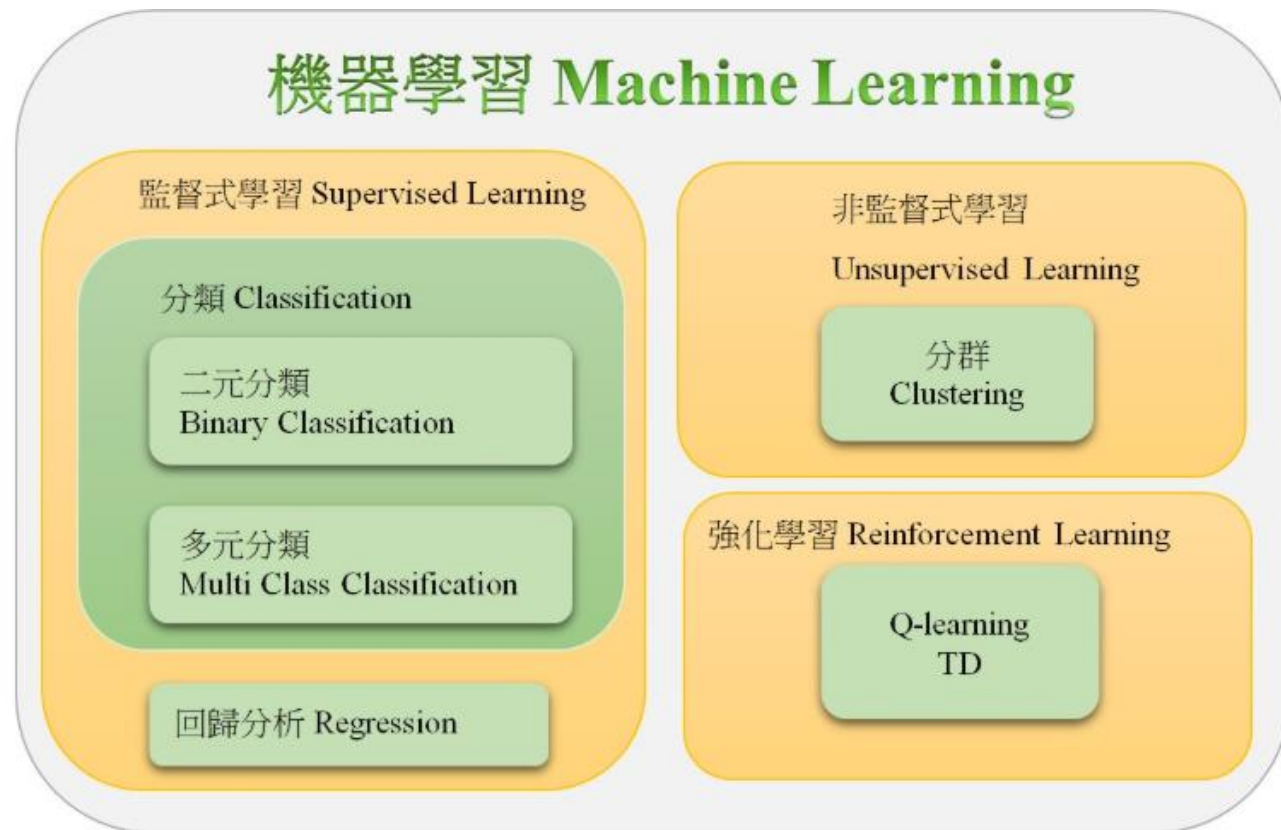 機器學習 Machine Learning
監督式學習 Supervised Learning
分類 Classification
二元分類
Binary Classification
多元分類
Multi Class Classification
回歸分析 Regression
非監督式學習
Unsupervised Learning
分群
Clustering
強化學習 Reinforcement Learning
Q-learning
TD